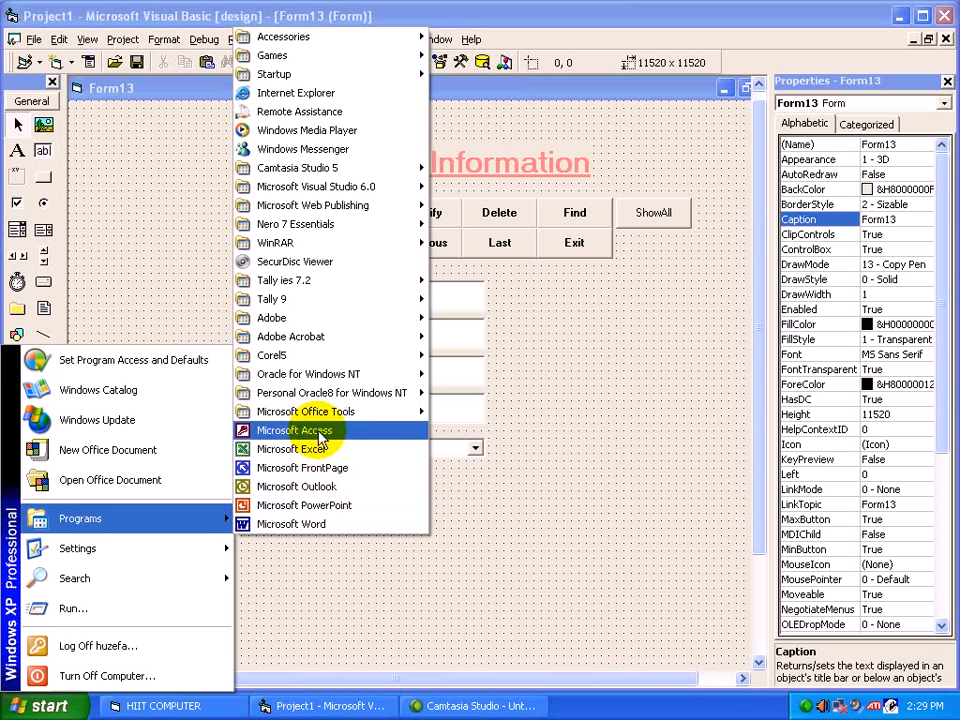 Project1 - Microsoft Visual Basic [design] - [Form13 (Form)]
File Edit View Project Format Debug
Help
0, 0
11520 x 11520
General
Form13
Information
Delete
Find
ShowAll
Last
Exit
Accessories
Games
Startup
Internet Explorer
Remote Assistance
Windows Media Player
Windows Messenger
Camtasia Studio 5
Microsoft Visual Studio 6.0
Microsoft Web Publishing
Nero 7 Essentials
WinRAR
SecurDisc Viewer
Tally ies 7.2
Tally 9
Adobe
Adobe Acrobat
Corel5
Oracle for Windows NT
Personal Oracle8 for Windows NT
Microsoft Office Tools
Microsoft Access
Microsoft Excel
Microsoft FrontPage
Microsoft Outlook
Microsoft PowerPoint
Microsoft Word
Set Program Access and Defaults
Windows Catalog
Windows Update
New Office Document
Open Office Document
Programs
Settings
Search
Run...
Log Off huzefa...
Turn Off Computer...
Windows XP Professional
Properties - Form13
Form13 Form
Alphabetic Categorized
(Name) Form13
Appearance 1 - 3D
AutoRedraw False
BackColor &H8000000F
BorderStyle 2 - Sizable
Caption Form13
ClipControls True
ControlBox True
DrawMode 13 - Copy Pen
DrawStyle 0 - Solid
DrawWidth 1
Enabled True
FillColor &H0000000
FillStyle 1 - Transparent
Font MS Sans Serif
FontTransparent True
ForeColor &H80000012
HasDC True
Height 11520
HelpContextID 0
Icon (Icon)
KeyPreview False
Left 0
LinkMode 0 - None
LinkTopic Form13
MaxButton True
MDIChild False
MinButton True
MouseIcon (None)
MousePointer 0 - Default
Moveable True
NegotiateMenus True
OLEDropMode 0 - None
Caption
Returns/sets the text displayed in an object's title bar or below an object's
start
HIIT COMPUTER
Project1 - Microsoft V...
Camtasia Studio - Unt...
2:29 PM